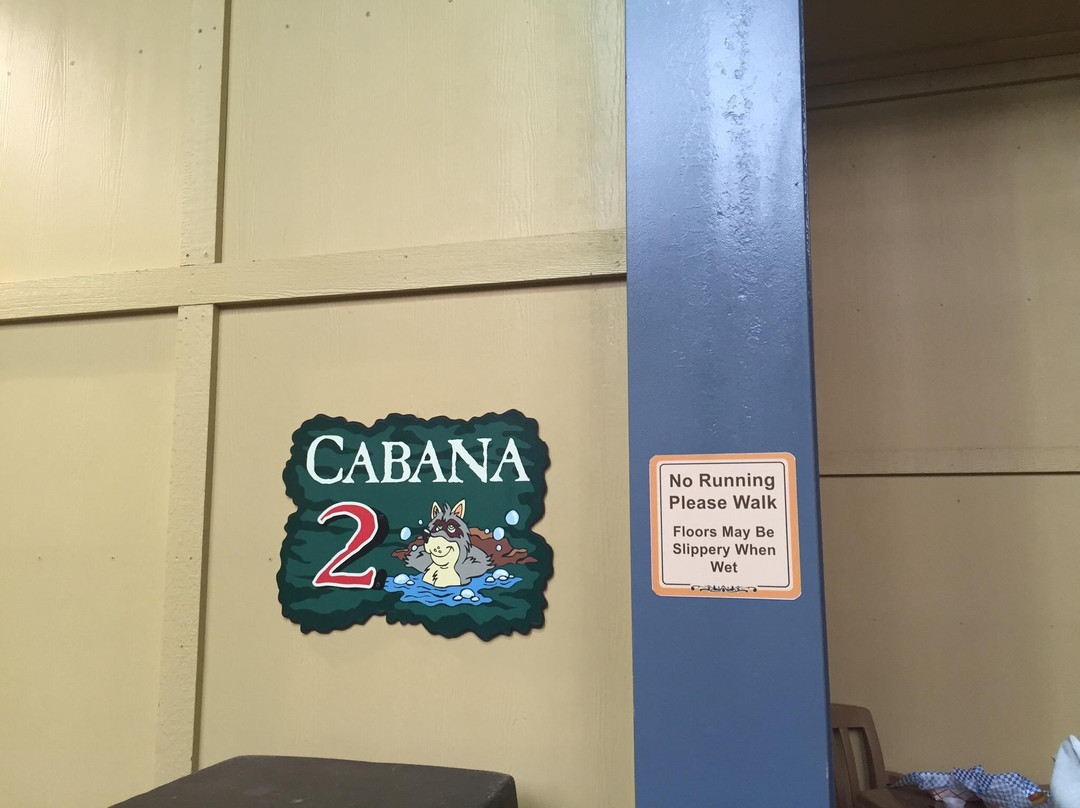 CABANA
2
No Running
Please Walk
Floors May Be
Slippery When
Wet